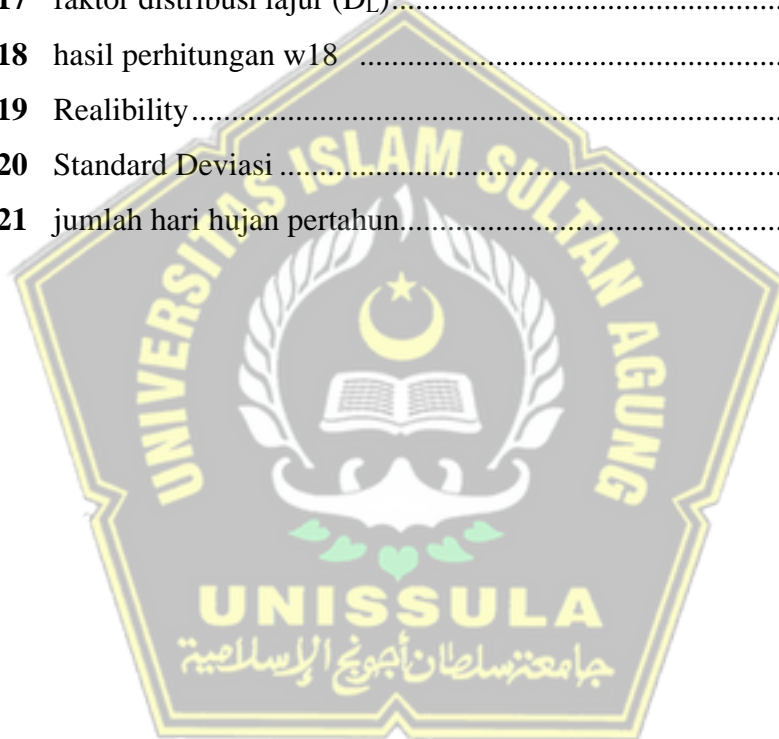 17 faktor distribusi lajur (DL)........................................
18 hasil perhitungan w18 ........................................
19 Realibility........................................
20 Standard Deviasi ........................................
21 jumlah hari hujan pertahun........................................
UNIVERSITAS ISLAM SULTAN AGUNG
UNISSULA
جامعة سلطان أجونج الإسلامية